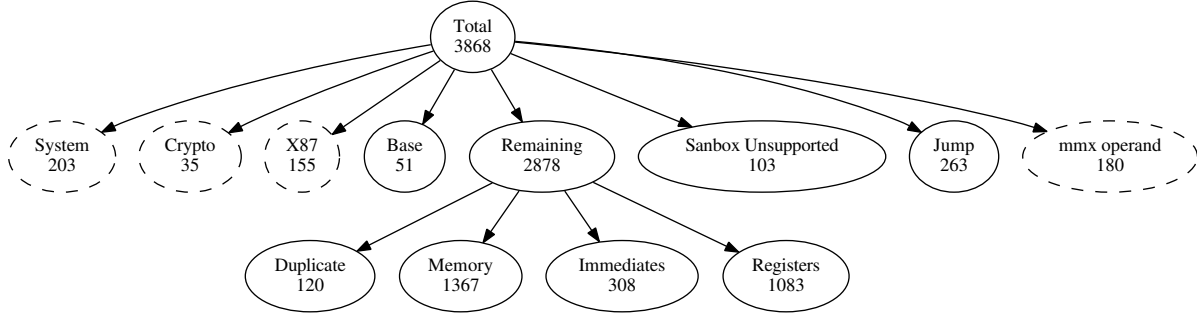 Total
3868
System
203
Crypto
35
X87
155
Base
51
Remaining
2878
Sanbox Unsupported
103
Jump
263
mmx operand
180
Duplicate
120
Memory
1367
Immediates
308
Registers
1083